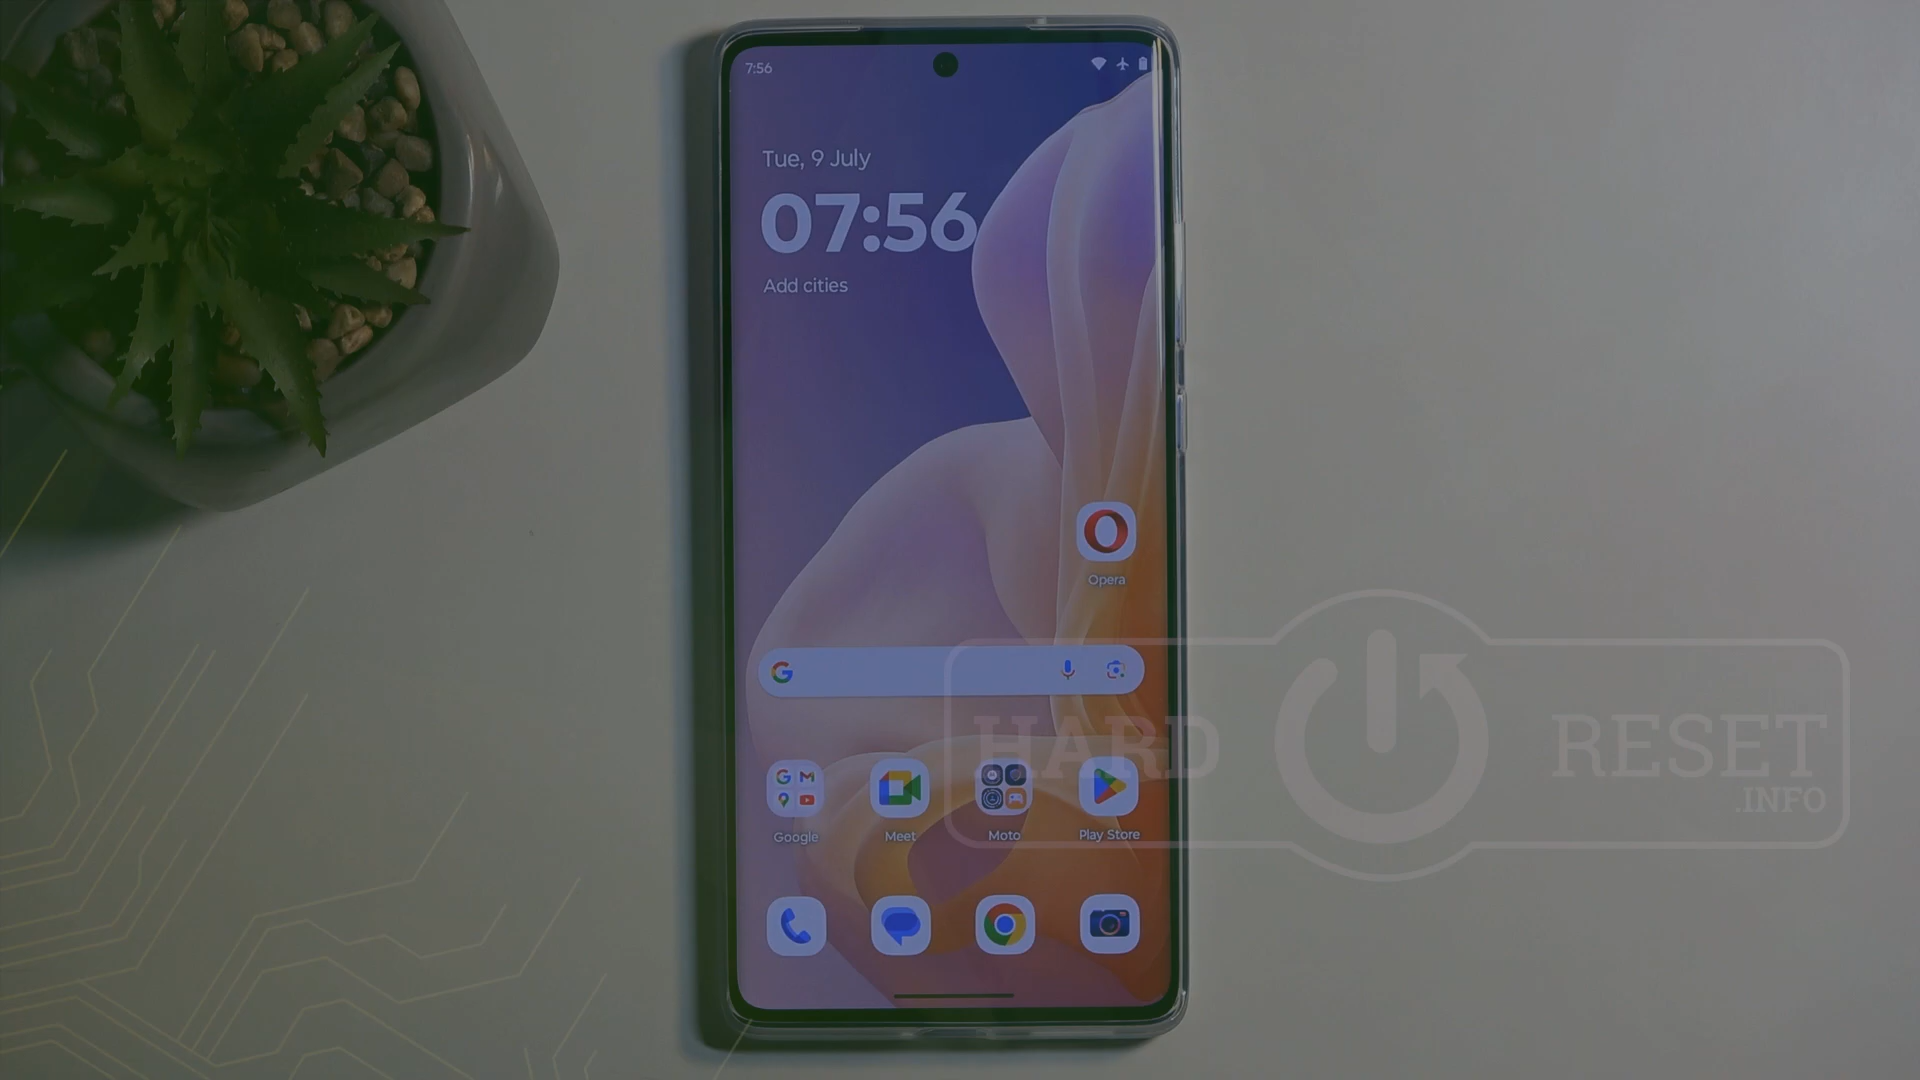 7:56
Tue, 9 July
07:56
Add cities
Opera
HARD RESET
.INFO
Google Meet Moto Play Store